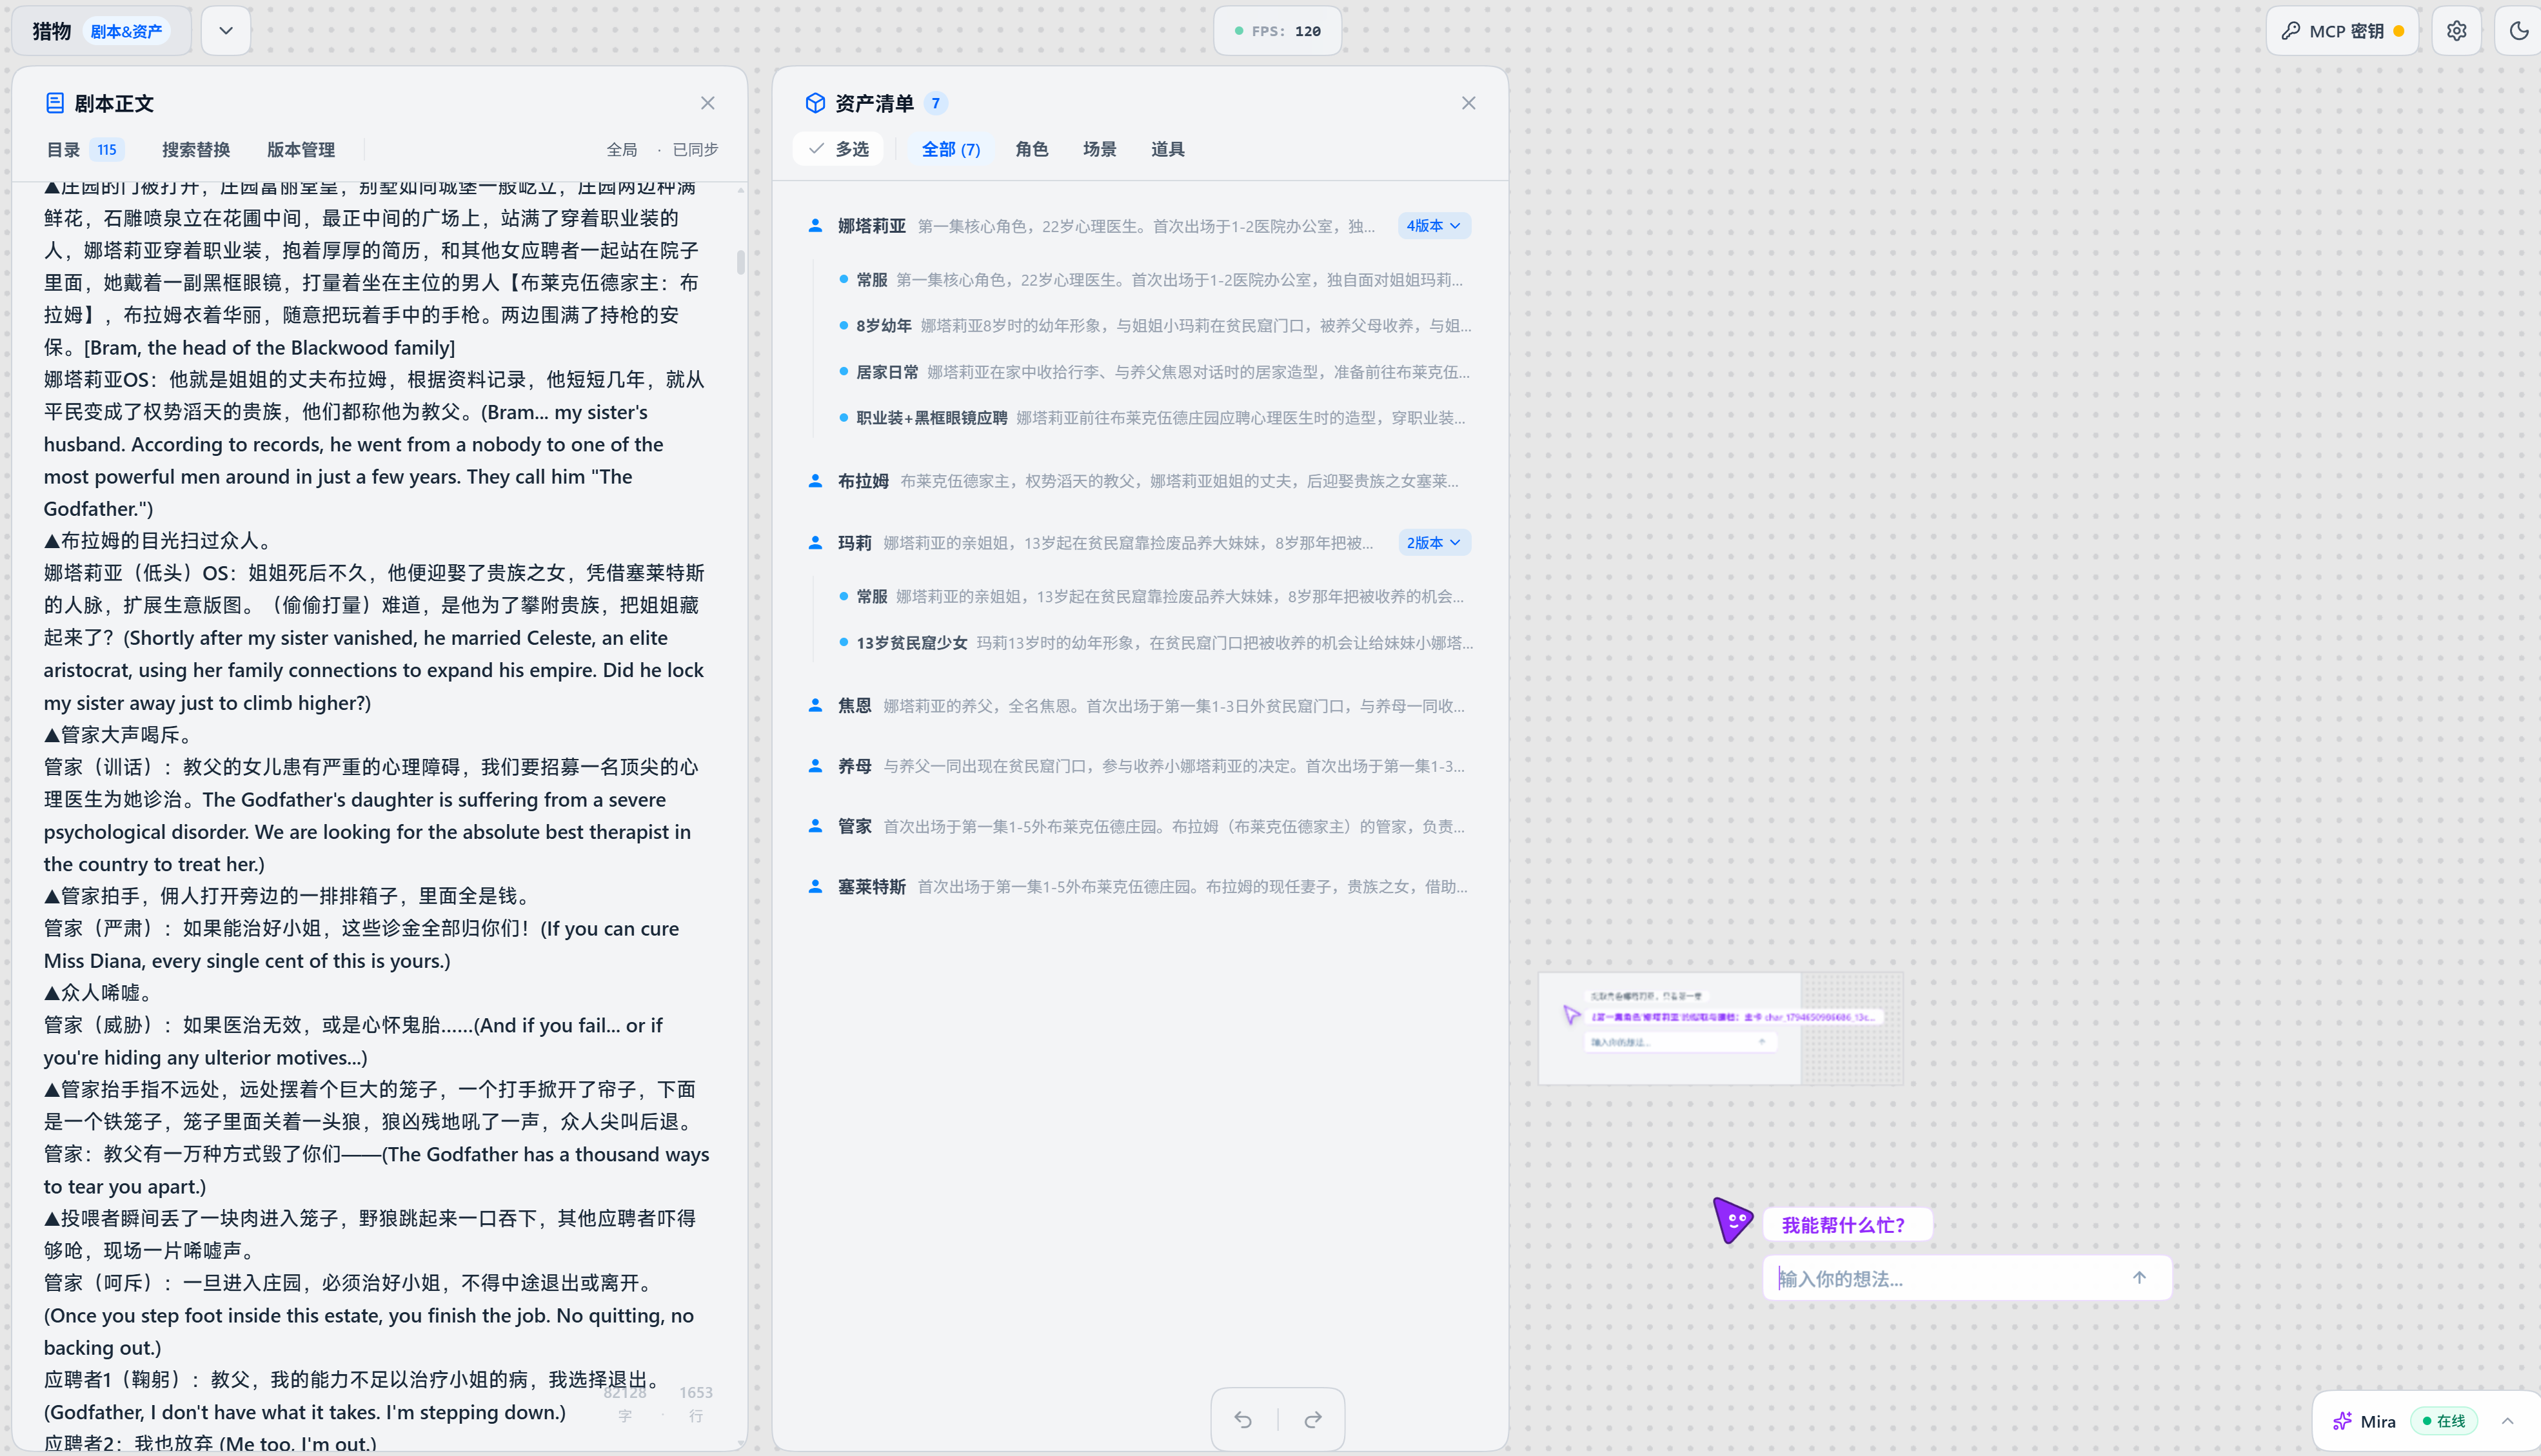 猎物 剧本&资产
FPS: 120
MCP 密钥
剧本正文
目录 115 搜索替换 版本管理 全局 · 已同步
▲庄园的门被打开，庄园富丽堂皇，别墅如同城堡一般屹立，庄园两边种满
鲜花，石雕喷泉立在花圃中间，最正中间的广场上，站满了穿着职业装的
人，娜塔莉亚穿着职业装，抱着厚厚的简历，和其他女应聘者一起站在院子
里面，她戴着一副黑框眼镜，打量着坐在主位的男人【布莱克伍德家主：布
拉姆】，布拉姆衣着华丽，随意把玩着手中的手枪。两边围满了持枪的安
保。[Bram, the head of the Blackwood family]
娜塔莉亚OS：他就是姐姐的丈夫布拉姆，根据资料记录，他短短几年，就从
平民变成了权势滔天的贵族，他们都称他为教父。(Bram... my sister's
husband. According to records, he went from a nobody to one of the
most powerful men around in just a few years. They call him "The
Godfather.")
▲布拉姆的目光扫过众人。
娜塔莉亚（低头）OS：姐姐死后不久，他便迎娶了贵族之女，凭借塞莱特斯
的人脉，扩展生意版图。（偷偷打量）难道，是他为了攀附贵族，把姐姐藏
起来了？(Shortly after my sister vanished, he married Celeste, an elite
aristocrat, using her family connections to expand his empire. Did he lock
my sister away just to climb higher?)
▲管家大声喝斥。
管家（训话）：教父的女儿患有严重的心理障碍，我们要招募一名顶尖的心
理医生为她诊治。The Godfather's daughter is suffering from a severe
psychological disorder. We are looking for the absolute best therapist in
the country to treat her.)
▲管家拍手，佣人打开旁边的一排排箱子，里面全是钱。
管家（严肃）：如果能治好小姐，这些诊金全部归你们！(If you can cure
Miss Diana, every single cent of this is yours.)
▲众人唏嘘。
管家（威胁）：如果医治无效，或是心怀鬼胎……(And if you fail... or if
you're hiding any ulterior motives...)
▲管家抬手指不远处，远处摆着个巨大的笼子，一个打手掀开了帘子，下面
是一个铁笼子，笼子里面关着一头狼，狼凶残地吼了一声，众人尖叫后退。
管家：教父有一万种方式毁了你们——(The Godfather has a thousand ways
to tear you apart.)
▲投喂者瞬间丢了一块肉进入笼子，野狼跳起来一口吞下，其他应聘者吓得
够呛，现场一片唏嘘声。
管家（呵斥）：一旦进入庄园，必须治好小姐，不得中途退出或离开。
(Once you step foot inside this estate, you finish the job. No quitting, no
backing out.)
应聘者1（鞠躬）：教父，我的能力不足以治疗小姐的病，我选择退出。
(Godfather, I don't have what it takes. I'm stepping down.)
应聘者2：我也放弃 (Me too. I'm out.)
82128 1653
字 · 行
资产清单 7
多选 全部 (7) 角色 场景 道具
娜塔莉亚 第一集核心角色，22岁心理医生。首次出场于1-2医院办公室，独... 4版本
常服 第一集核心角色，22岁心理医生。首次出场于1-2医院办公室，独自面对姐姐玛莉...
8岁幼年 娜塔莉亚8岁时的幼年形象，与姐姐小玛莉在贫民窟门口，被养父母收养，与姐...
居家日常 娜塔莉亚在家中收拾行李、与养父焦恩对话时的居家造型，准备前往布莱克伍...
职业装+黑框眼镜应聘 娜塔莉亚前往布莱克伍德庄园应聘心理医生时的造型，穿职业装...
布拉姆 布莱克伍德家主，权势滔天的教父，娜塔莉亚姐姐的丈夫，后迎娶贵族之女塞莱...
玛莉 娜塔莉亚的亲姐姐，13岁起在贫民窟靠捡废品养大妹妹，8岁那年把被... 2版本
常服 娜塔莉亚的亲姐姐，13岁起在贫民窟靠捡废品养大妹妹，8岁那年把被收养的机会...
13岁贫民窟少女 玛莉13岁时的幼年形象，在贫民窟门口把被收养的机会让给妹妹小娜塔...
焦恩 娜塔莉亚的养父，全名焦恩。首次出场于第一集1-3日外贫民窟门口，与养母一同收...
养母 与养父一同出现在贫民窟门口，参与收养小娜塔莉亚的决定。首次出场于第一集1-3...
管家 首次出场于第一集1-5外布莱克伍德庄园。布拉姆（布莱克伍德家主）的管家，负责...
塞莱特斯 首次出场于第一集1-5外布莱克伍德庄园。布拉姆的现任妻子，贵族之女，借助...
输入你的想法...
我能帮什么忙？
输入你的想法...
Mira 在线